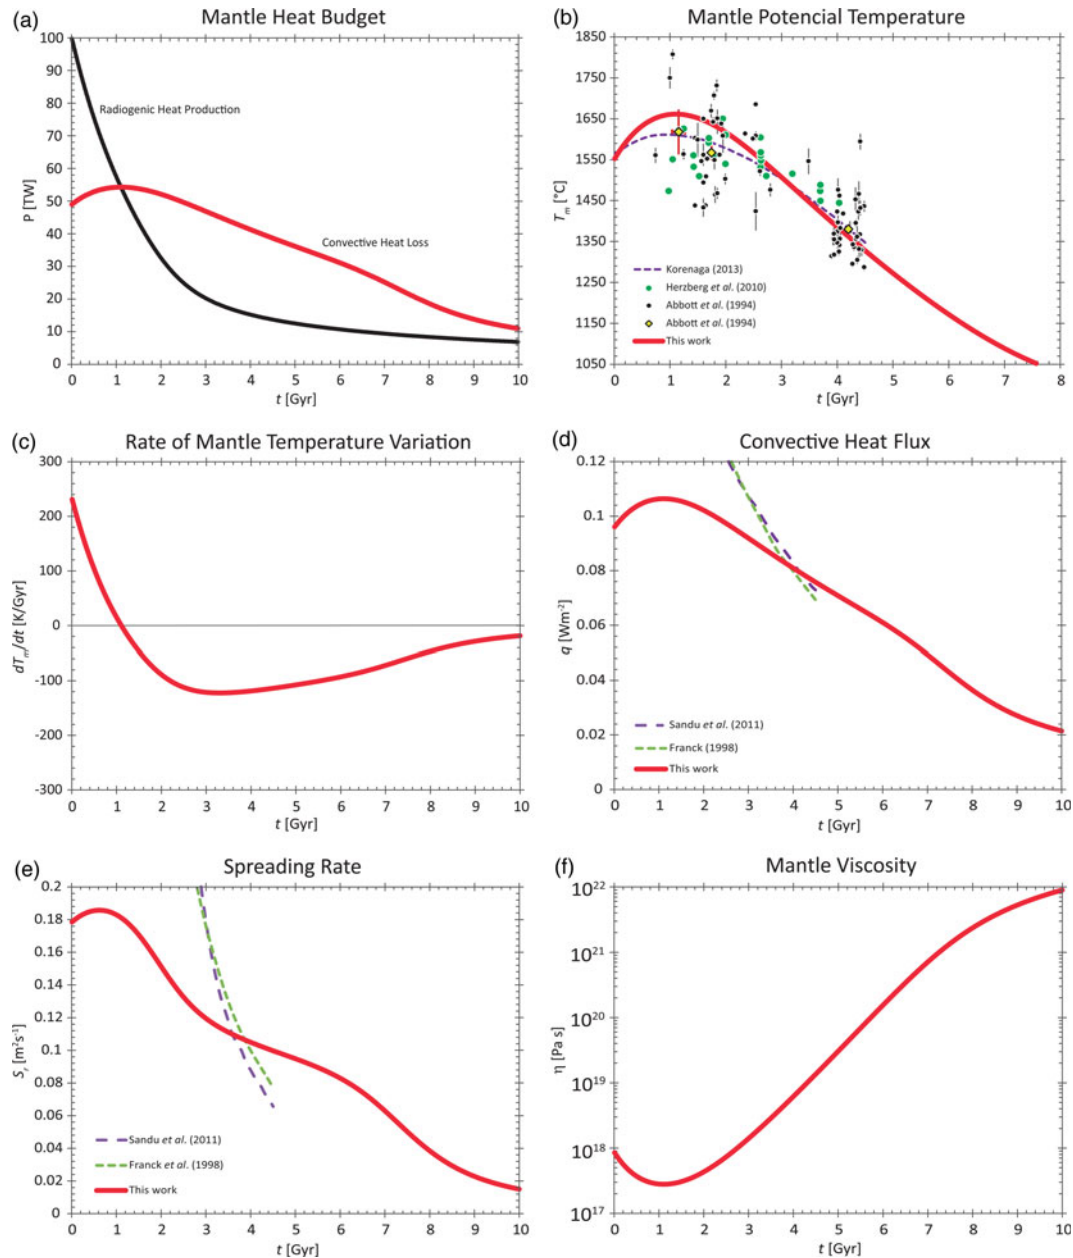 (a) Mantle Heat Budget
100
90
80
70
60
50
40
30
20
10
0
P [TW]
Radiogenic Heat Production
Convective Heat Loss
0 1 2 3 4 5 6 7 8 9 10
t [Gyr]
(b) Mantle Potencial Temperature
1850
1750
1650
1550
1450
1350
1250
1150
1050
Tm [°C]
Korenaga (2013)
Herzberg et al. (2010)
Abbott et al. (1994)
Abbott et al. (1994)
This work
0 1 2 3 4 5 6 7 8
t [Gyr]
(c) Rate of Mantle Temperature Variation
300
200
100
0
-100
-200
-300
dTm/dt [K/Gyr]
0 1 2 3 4 5 6 7 8 9 10
t [Gyr]
(d) Convective Heat Flux
0.12
0.1
0.08
0.06
0.04
0.02
0
q [Wm-2]
Sandu et al. (2011)
Franck (1998)
This work
0 1 2 3 4 5 6 7 8 9 10
t [Gyr]
(e) Spreading Rate
0.2
0.18
0.16
0.14
0.12
0.1
0.08
0.06
0.04
0.02
0
Sr [m2s-1]
Sandu et al. (2011)
Franck et al. (1998)
This work
0 1 2 3 4 5 6 7 8 9 10
t [Gyr]
(f) Mantle Viscosity
10^22
10^21
10^20
10^19
10^18
10^17
η [Pa s]
0 1 2 3 4 5 6 7 8 9 10
t [Gyr]